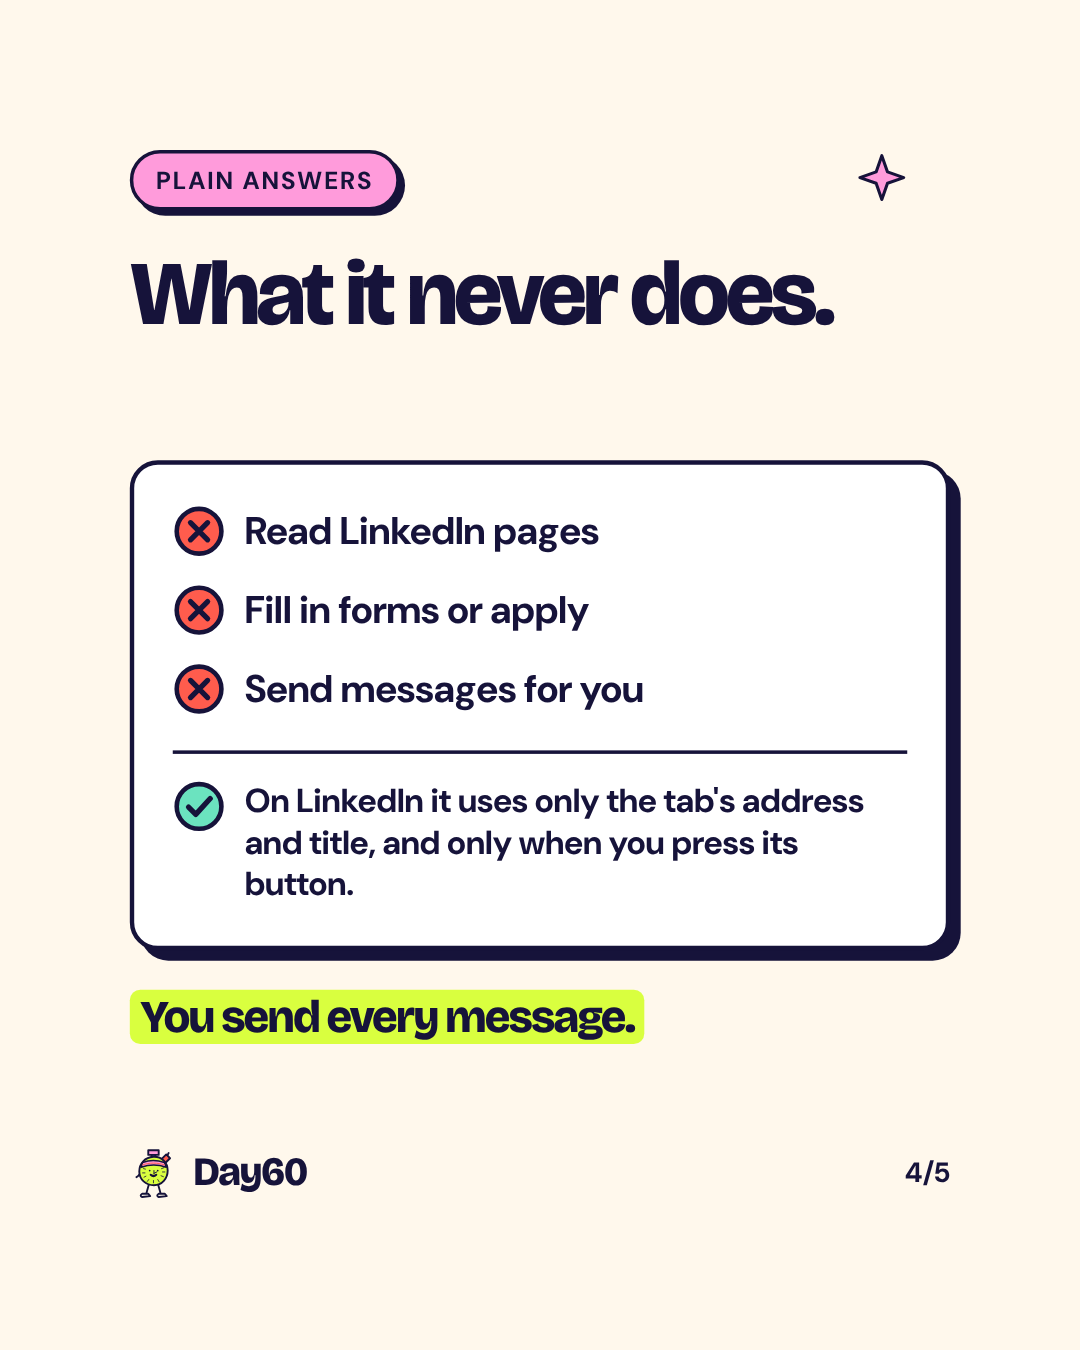 PLAIN ANSWERS
What it never does.
Read LinkedIn pages
Fill in forms or apply
Send messages for you
On LinkedIn it uses only the tab's address
and title, and only when you press its
button.
You send every message.
Day60
4/5